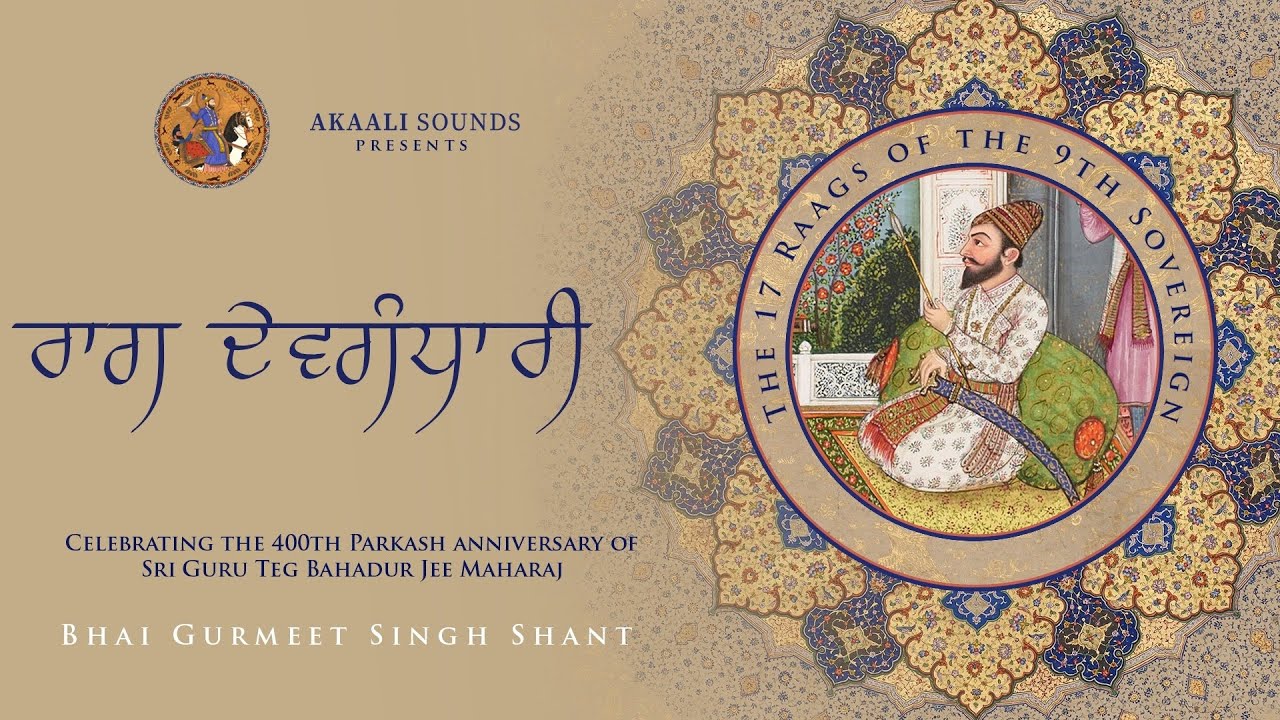 AKAALI SOUNDS
PRESENTS
ਰਾਗ ਦੇਵਗੰਧਾਰੀ
CELEBRATING THE 400TH PARKASH ANNIVERSARY OF
SRI GURU TEG BAHADUR JEE MAHARAJ
BHAI GURMEET SINGH SHANT
THE 17 RAAGS OF THE 9TH SOVEREIGN